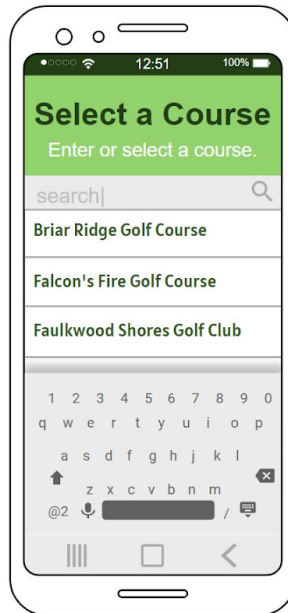 12:51 100%
Select a Course
Enter or select a course.
search
Briar Ridge Golf Course
Falcon's Fire Golf Course
Faulkwood Shores Golf Club
1 2 3 4 5 6 7 8 9 0
q w e r t y u i o p
a s d f g h j k l
z x c v b n m
@2 /